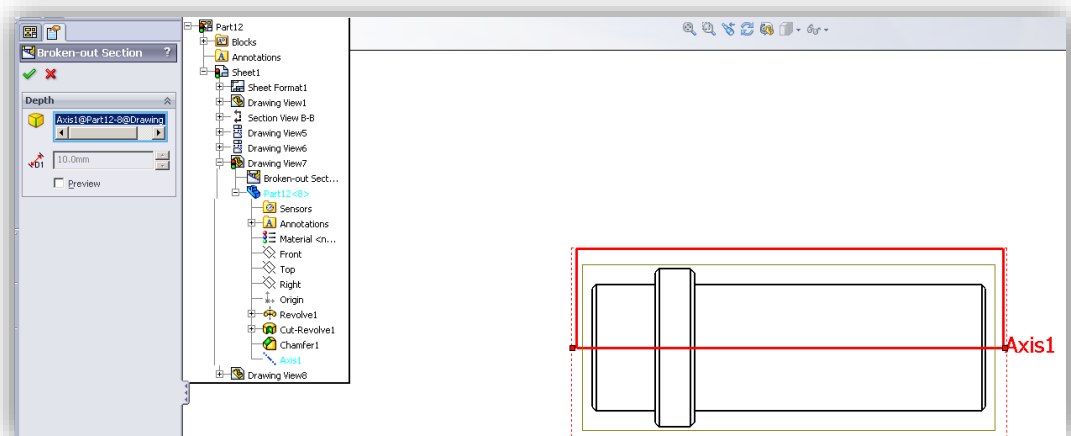 Broken-out Section ?
Depth
Axis1@Part12-8@Drawing
D1
10.0mm
Preview
Part12
Blocks
A Annotations
Sheet1
Sheet Format1
Drawing View1
Section View B-B
Drawing View5
Drawing View6
Drawing View7
Broken-out Sect...
Part12<8>
Sensors
A Annotations
Material <n...
Front
Top
Right
Origin
Revolve1
Cut-Revolve1
Chamfer1
Axis1
Drawing View8
Axis1